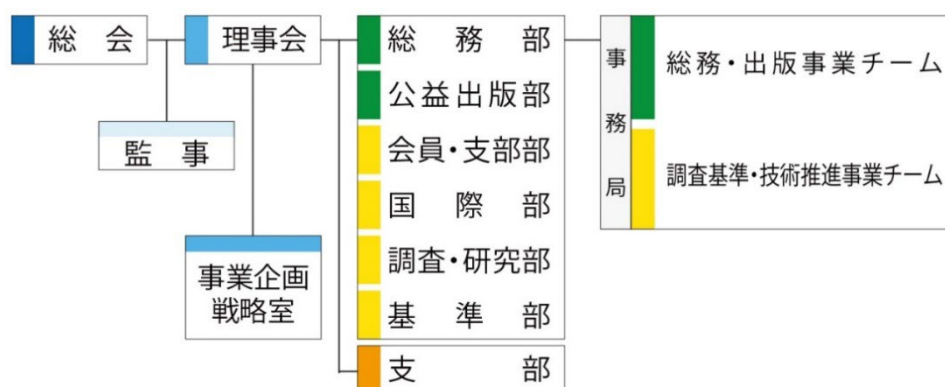 総会
理事会
監事
事業企画
戦略室
総務部
公益出版部
会員・支部部
国際部
調査・研究部
基準部
支部
事務局
総務・出版事業チーム
調査基準・技術推進事業チーム